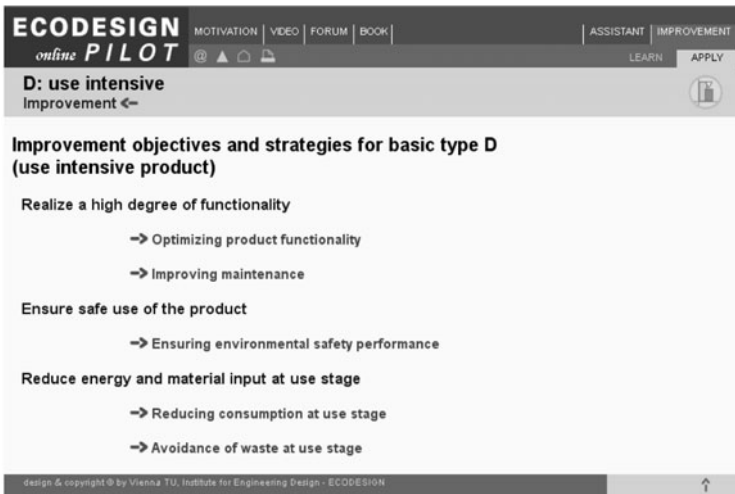 ECODESIGN
online PILOT
MOTIVATION | VIDEO | FORUM | BOOK |
@
| ASSISTANT | IMPROVEMENT
LEARN APPLY
D: use intensive
Improvement <-
Improvement objectives and strategies for basic type D
(use intensive product)
Realize a high degree of functionality
-> Optimizing product functionality
-> Improving maintenance
Ensure safe use of the product
-> Ensuring environmental safety performance
Reduce energy and material input at use stage
-> Reducing consumption at use stage
-> Avoidance of waste at use stage
design & copyright © by Vienna TU, Institute for Engineering Design - ECODESIGN